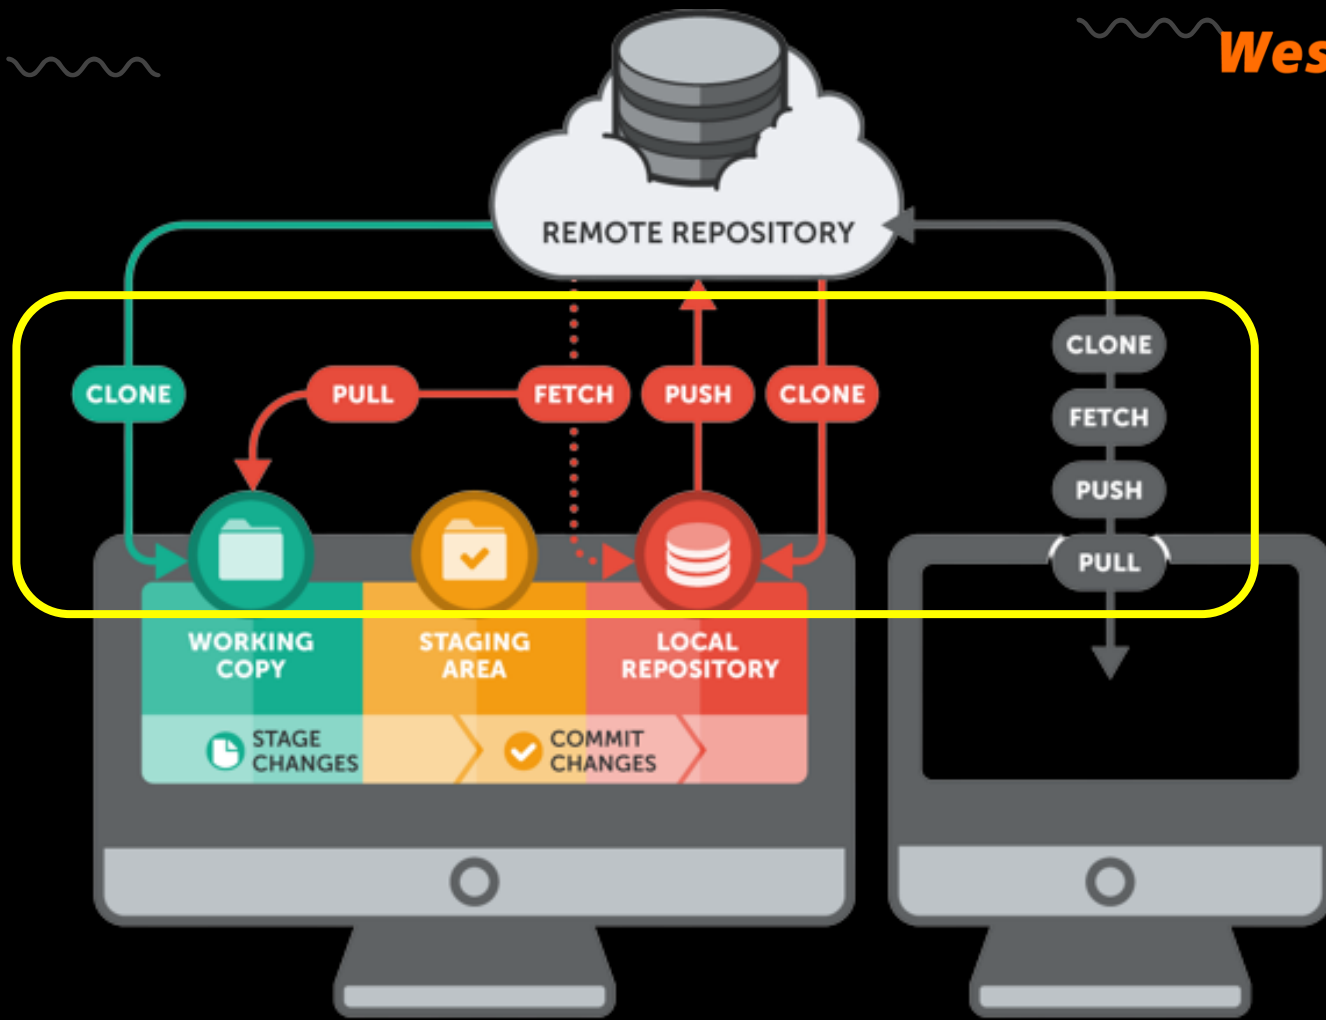 Wes
REMOTE REPOSITORY
CLONE
PULL
FETCH
PUSH
CLONE
CLONE
FETCH
PUSH
PULL
WORKING
COPY
STAGING
AREA
LOCAL
REPOSITORY
STAGE
CHANGES
COMMIT
CHANGES